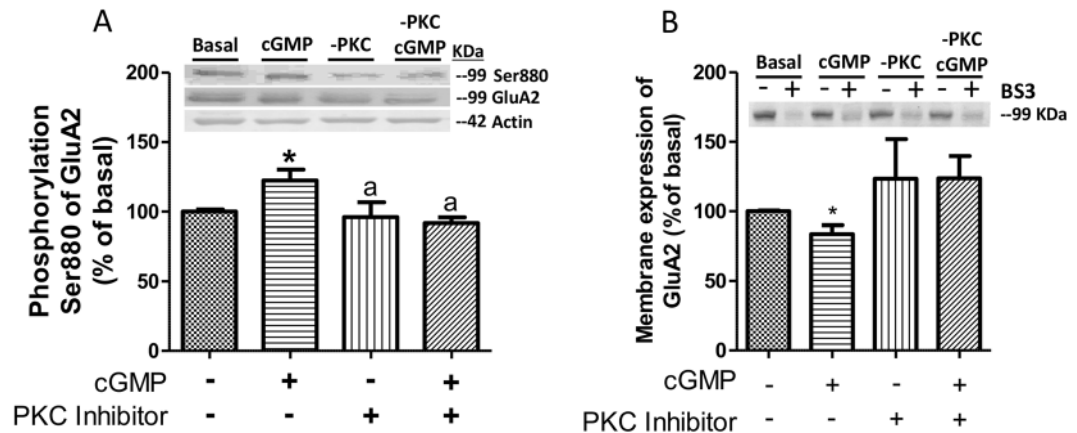 A
Basal cGMP -PKC -PKC cGMP KDa
--99 Ser880
--99 GluA2
--42 Actin
Phosphorylation
Ser880 of GluA2
(% of basal)
200
150
100
50
0
*
a
a
cGMP - + - +
PKC Inhibitor - - + +
B
Basal cGMP -PKC -PKC cGMP
- + - + - + - + BS3
--99 KDa
Membrane expression of
GluA2 (%of basal)
200
150
100
50
0
*
cGMP - + - +
PKC Inhibitor - - + +